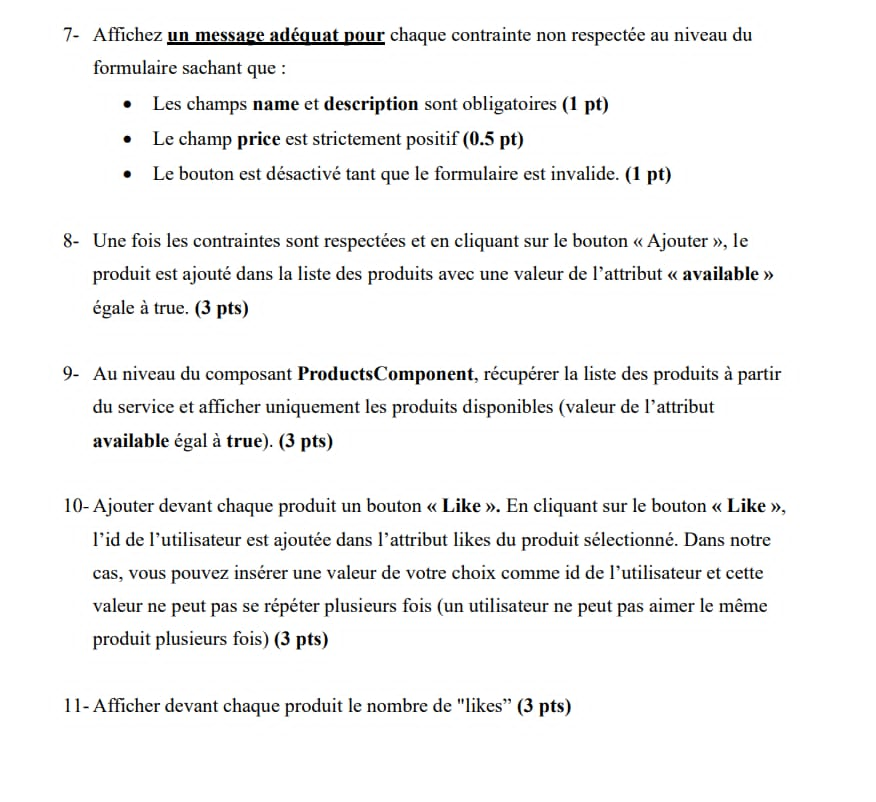 7- Affichez un message adéquat pour chaque contrainte non respectée au niveau du
formulaire sachant que :
• Les champs name et description sont obligatoires (1 pt)
• Le champ price est strictement positif (0.5 pt)
• Le bouton est désactivé tant que le formulaire est invalide. (1 pt)
8- Une fois les contraintes sont respectées et en cliquant sur le bouton « Ajouter », le
produit est ajouté dans la liste des produits avec une valeur de l’attribut « available »
égale à true. (3 pts)
9- Au niveau du composant ProductsComponent, récupérer la liste des produits à partir
du service et afficher uniquement les produits disponibles (valeur de l’attribut
available égal à true). (3 pts)
10- Ajouter devant chaque produit un bouton « Like ». En cliquant sur le bouton « Like »,
l’id de l’utilisateur est ajoutée dans l’attribut likes du produit sélectionné. Dans notre
cas, vous pouvez insérer une valeur de votre choix comme id de l’utilisateur et cette
valeur ne peut pas se répéter plusieurs fois (un utilisateur ne peut pas aimer le même
produit plusieurs fois) (3 pts)
11- Afficher devant chaque produit le nombre de "likes” (3 pts)